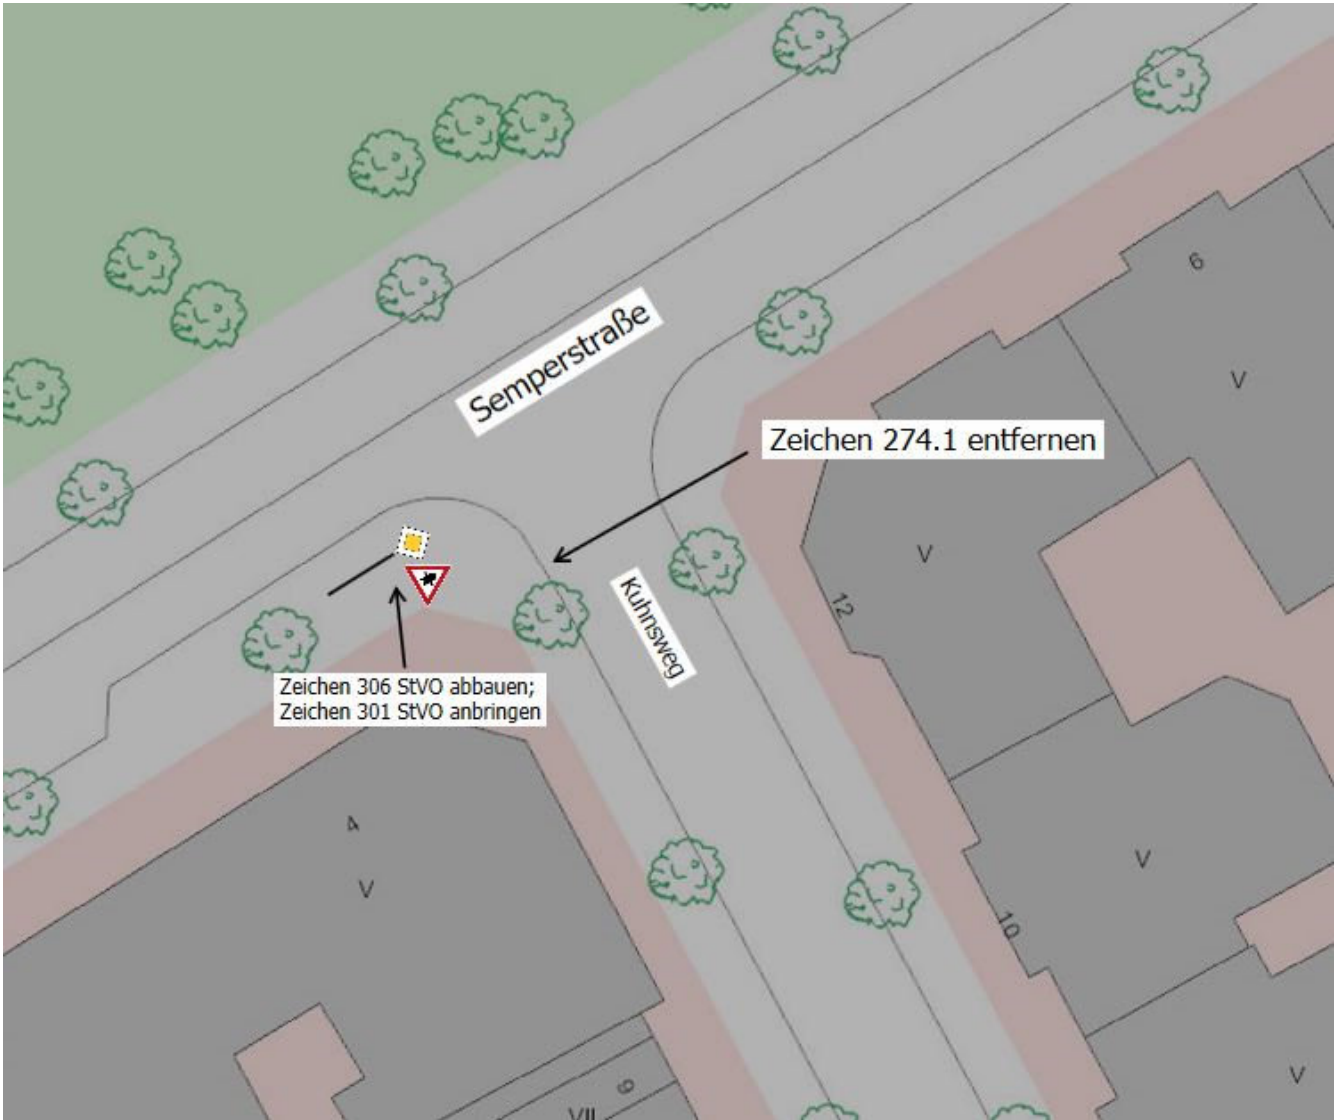 6
Semperstraße
V
Zeichen 274.1 entfernen
V
12
Kuhnsweg
Zeichen 306 StVO abbauen;
Zeichen 301 StVO anbringen
4
V
V
10
V
9
VII